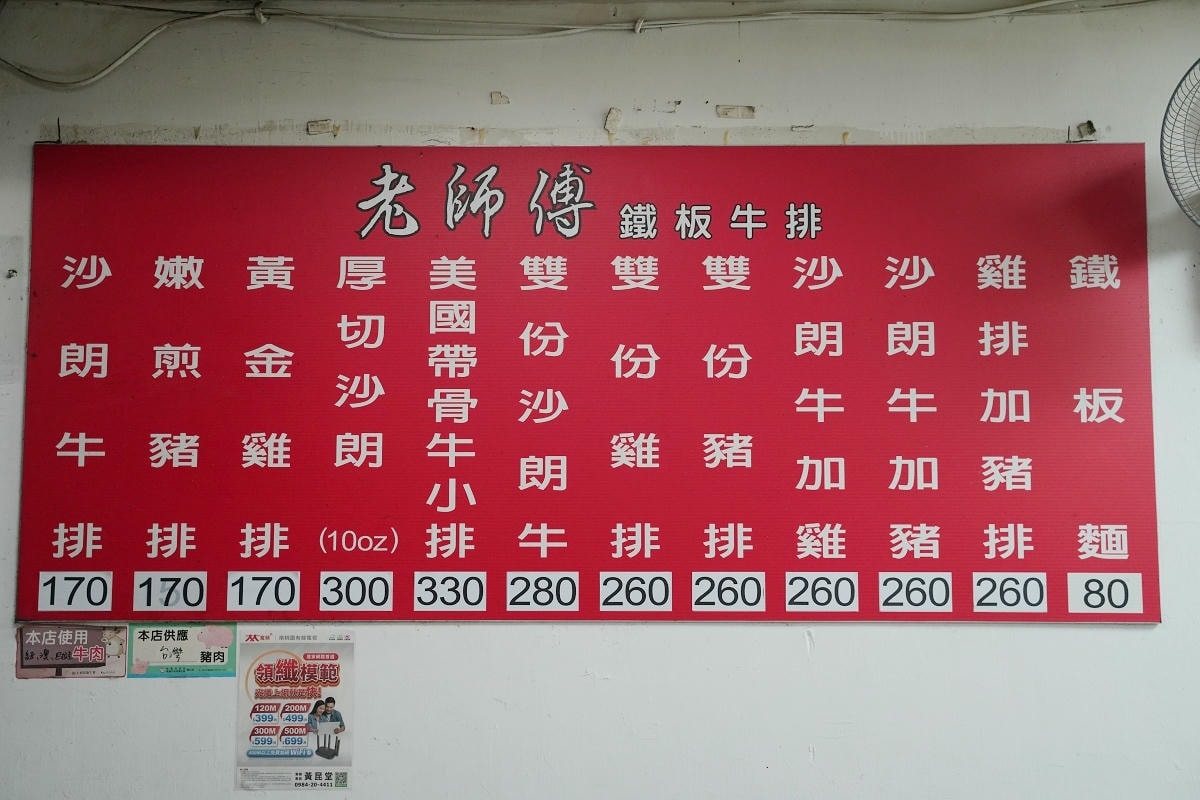 老師傅 鐵板牛排
沙朗牛排 170
嫩煎豬排 170
黃金雞排 170
厚切沙朗(10oz) 300
美國帶骨牛小排 330
雙份沙朗牛 280
雙份雞排 260
雙份豬排 260
沙朗牛加雞 260
沙朗牛加豬 260
雞排加豬排 260
鐵板麵 80
本店使用
牛肉
本店供應
台灣 豬肉
領纖模範
120M $399
200M $499
300M $599
500M $699
黃昆堂
0984-20-4411